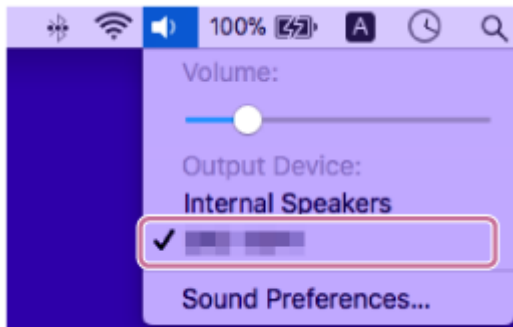 100% A
Volume:
Output Device:
Internal Speakers
Sound Preferences...